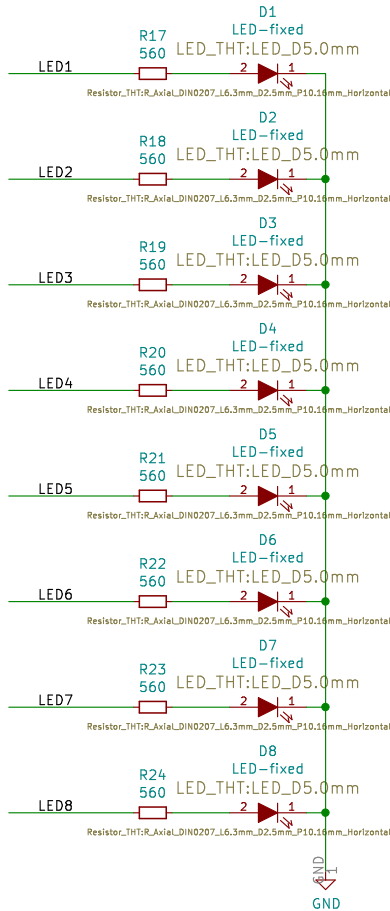 D1
LED-fixed
LED_THT:LED_D5.0mm
R17
560
LED1
2
1
Resistor_THT:R_Axial_DIN0207_L6.3mm_D2.5mm_P10.16mm_Horizontal
D2
LED-fixed
LED_THT:LED_D5.0mm
R18
560
LED2
2
1
Resistor_THT:R_Axial_DIN0207_L6.3mm_D2.5mm_P10.16mm_Horizontal
D3
LED-fixed
LED_THT:LED_D5.0mm
R19
560
LED3
2
1
Resistor_THT:R_Axial_DIN0207_L6.3mm_D2.5mm_P10.16mm_Horizontal
D4
LED-fixed
LED_THT:LED_D5.0mm
R20
560
LED4
2
1
Resistor_THT:R_Axial_DIN0207_L6.3mm_D2.5mm_P10.16mm_Horizontal
D5
LED-fixed
LED_THT:LED_D5.0mm
R21
560
LED5
2
1
Resistor_THT:R_Axial_DIN0207_L6.3mm_D2.5mm_P10.16mm_Horizontal
D6
LED-fixed
LED_THT:LED_D5.0mm
R22
560
LED6
2
1
Resistor_THT:R_Axial_DIN0207_L6.3mm_D2.5mm_P10.16mm_Horizontal
D7
LED-fixed
LED_THT:LED_D5.0mm
R23
560
LED7
2
1
Resistor_THT:R_Axial_DIN0207_L6.3mm_D2.5mm_P10.16mm_Horizontal
D8
LED-fixed
LED_THT:LED_D5.0mm
R24
560
LED8
2
1
Resistor_THT:R_Axial_DIN0207_L6.3mm_D2.5mm_P10.16mm_Horizontal
GND
1
GND